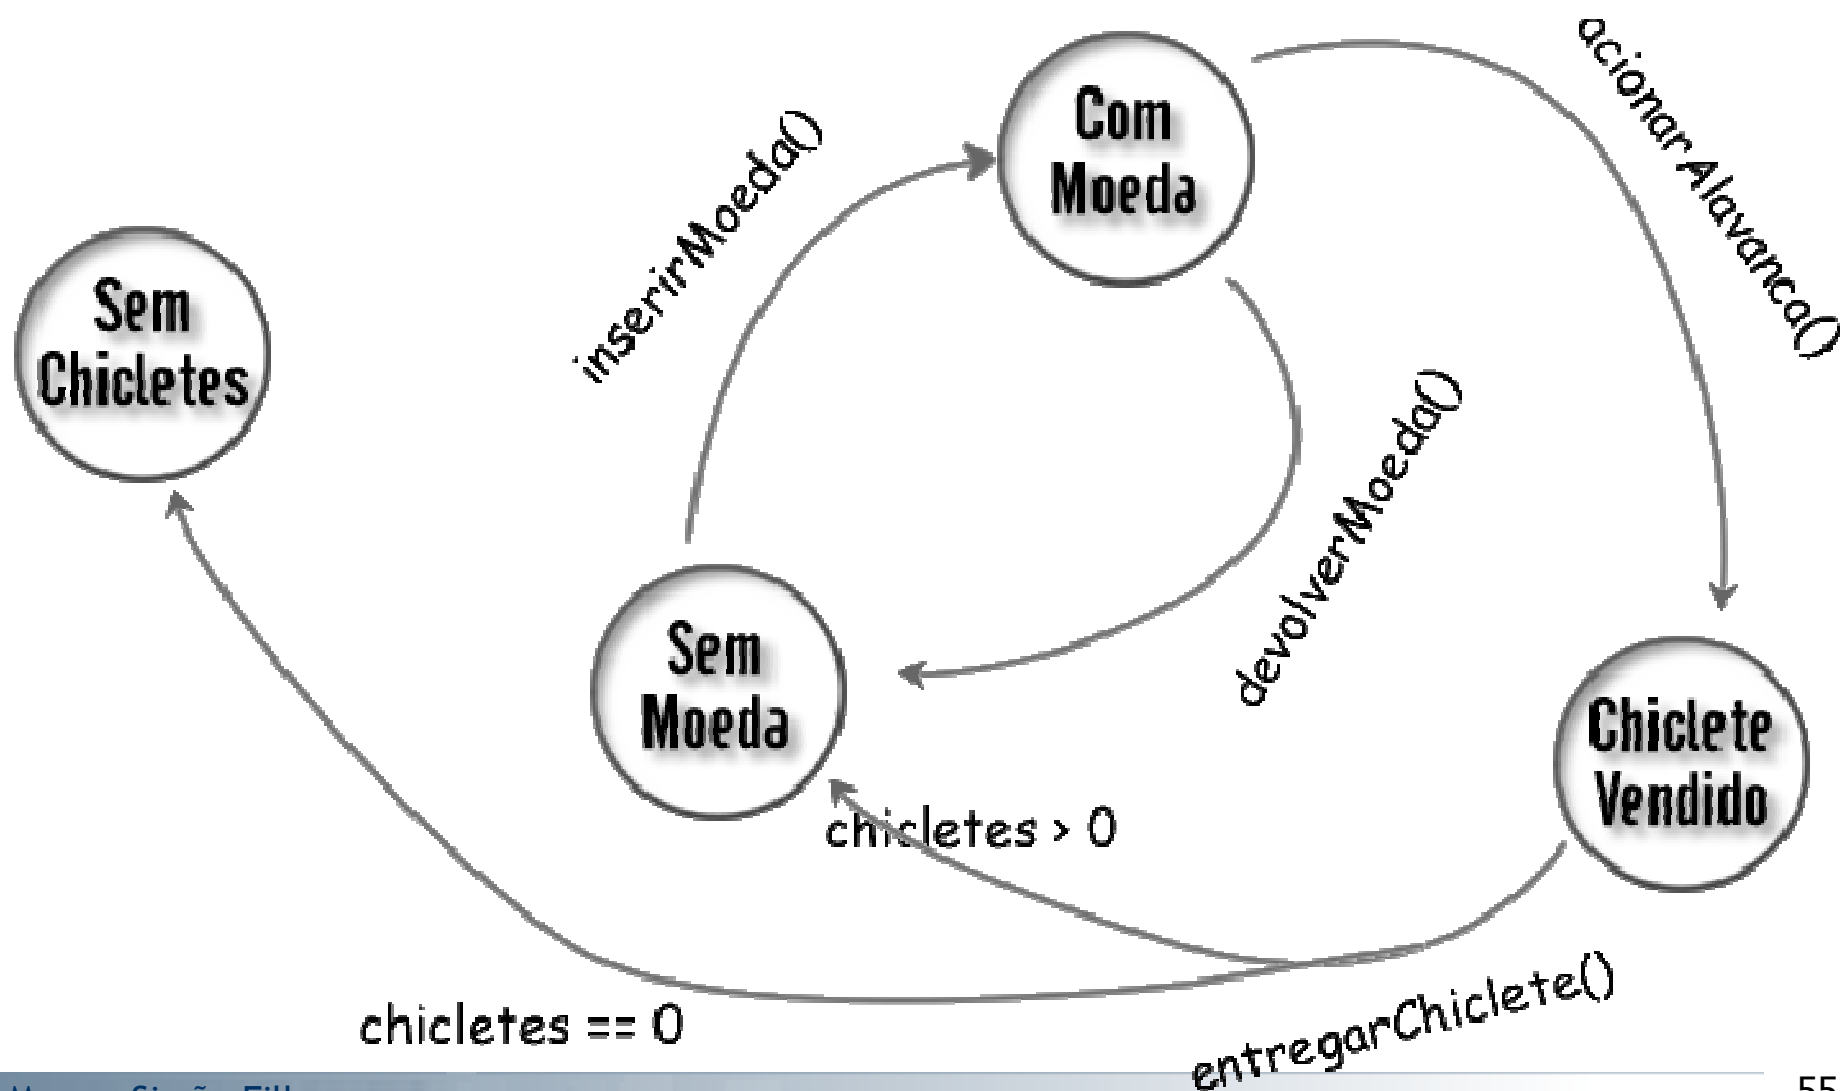 acionarAlavanca()
Com
Moeda
inserirMoeda()
Sem
Chicletes
devolverMoeda()
Sem
Moeda
Chiclete
Vendido
chicletes > 0
entregarChiclete()
chicletes == 0
55